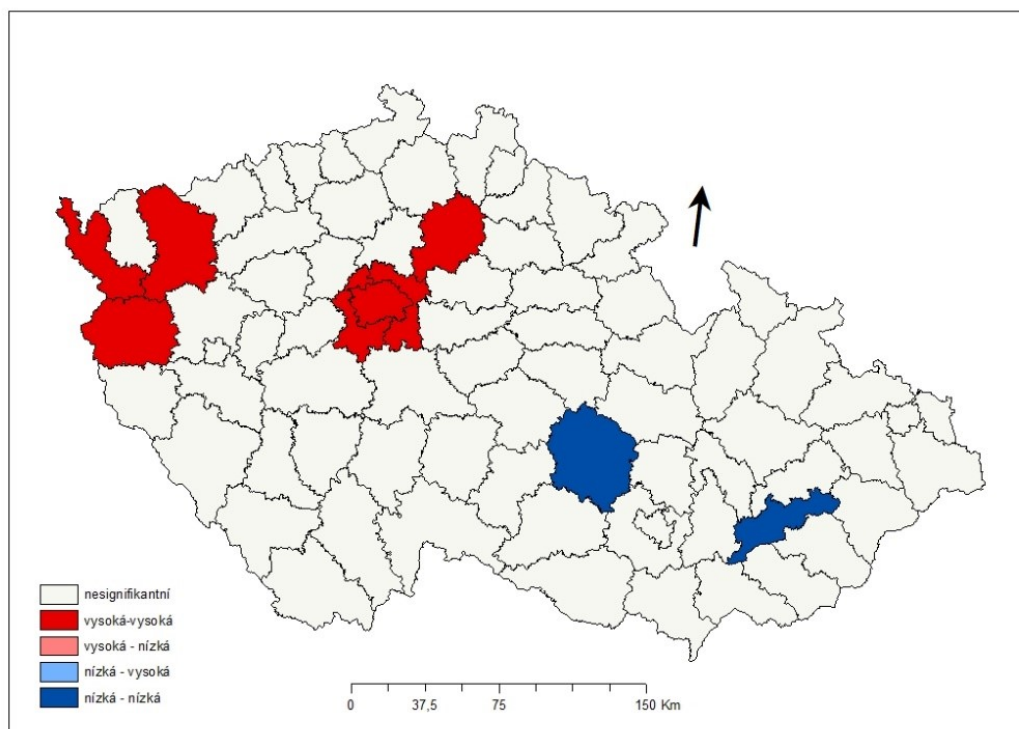 nesignifikantní
vysoká-vysoká
vysoká - nízká
nízká - vysoká
nízká - nízká
0 37,5 75 150 Km